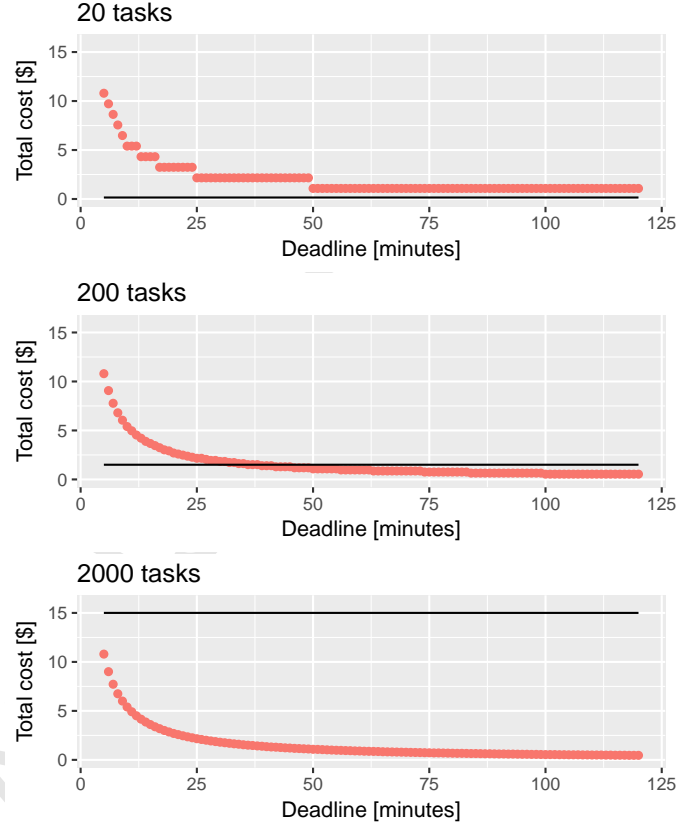 20 tasks
15
10
5
0
Total cost [$]
0 25 50 75 100 125
Deadline [minutes]
200 tasks
15
10
5
0
Total cost [$]
0 25 50 75 100 125
Deadline [minutes]
2000 tasks
15
10
5
0
Total cost [$]
0 25 50 75 100 125
Deadline [minutes]